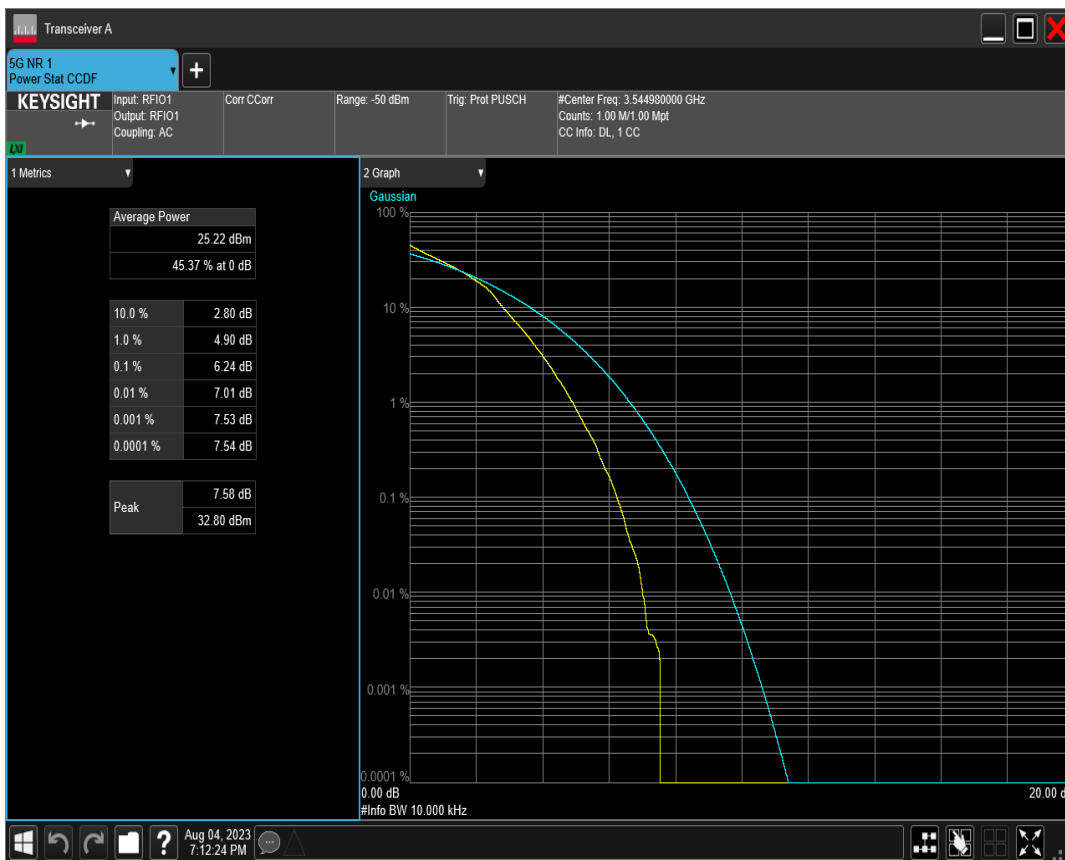 Transceiver A
5G NR 1
Power Stat CCDF
+
KEYSIGHT
LXI
Input: RFIO1
Output: RFIO1
Coupling: AC
Corr CCorr
Range: -50 dBm
Trig: Prot PUSCH
#Center Freq: 3.544980000 GHz
Counts: 1.00 M/1.00 Mpt
CC Info: DL, 1 CC
1 Metrics
Average Power
25.22 dBm
45.37 % at 0 dB
10.0 % 2.80 dB
1.0 % 4.90 dB
0.1 % 6.24 dB
0.01 % 7.01 dB
0.001 % 7.53 dB
0.0001 % 7.54 dB
Peak 7.58 dB
32.80 dBm
2 Graph
Gaussian
100 %
10 %
1 %
0.1 %
0.01 %
0.001 %
0.0001 %
0.00 dB 20.00 d
#Info BW 10.000 kHz
?
Aug 04, 2023
7:12:24 PM